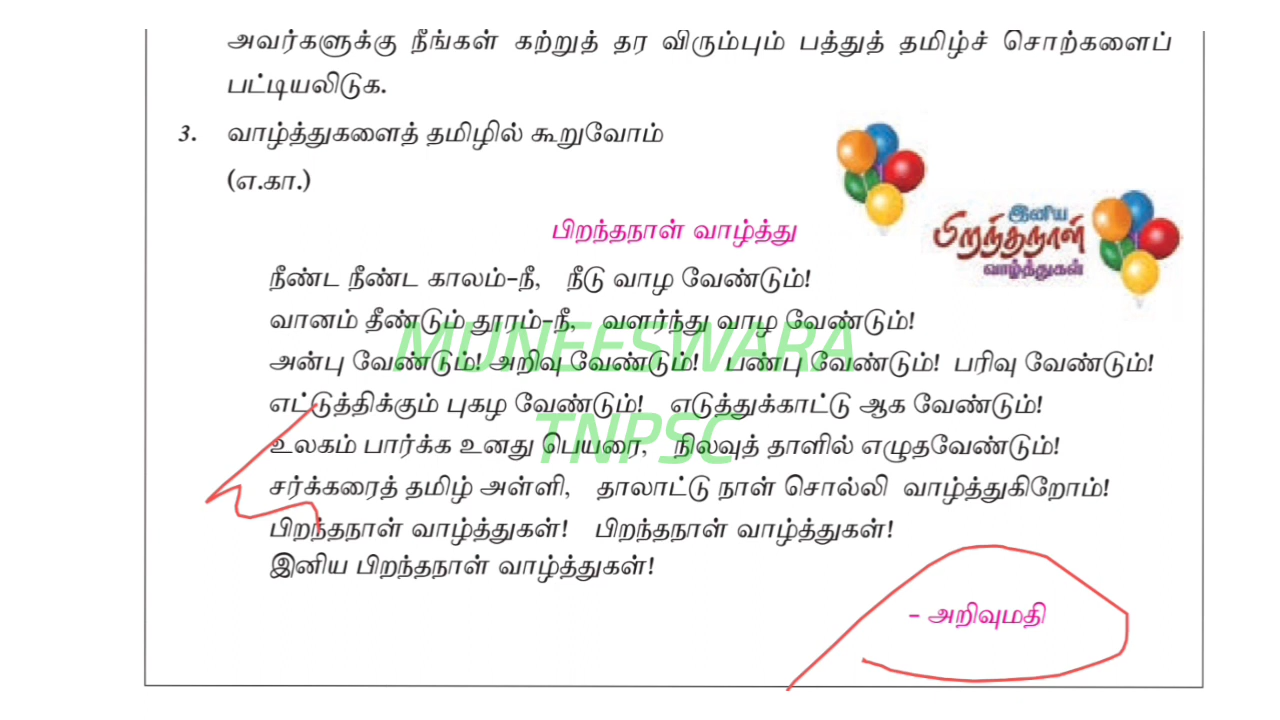 அவர்களுக்கு நீங்கள் கற்றுத் தர விரும்பும் பத்துத் தமிழ்ச் சொற்களைப்
பட்டியலிடுக.
3. வாழ்த்துகளைத் தமிழில் கூறுவோம்
(எ.கா.)
இனிய
பிறந்தநாள்
வாழ்த்துகள்
பிறந்தநாள் வாழ்த்து
நீண்ட நீண்ட காலம்–நீ, நீடு வாழ வேண்டும்!
வானம் தீண்டும் தூரம்–நீ, வளர்ந்து வாழ வேண்டும்!
MUNEESWARA
அன்பு வேண்டும்! அறிவு வேண்டும்! பண்பு வேண்டும்! பரிவு வேண்டும்!
எட்டுத்திக்கும் புகழ வேண்டும்! எடுத்துக்காட்டு ஆக வேண்டும்!
TNPSC
உலகம் பார்க்க உனது பெயரை, நிலவுத் தாளில் எழுதவேண்டும்!
சர்க்கரைத் தமிழ் அள்ளி, தாலாட்டு நாள் சொல்லி வாழ்த்துகிறோம்!
பிறந்தநாள் வாழ்த்துகள்! பிறந்தநாள் வாழ்த்துகள்!
இனிய பிறந்தநாள் வாழ்த்துகள்!
– அறிவுமதி